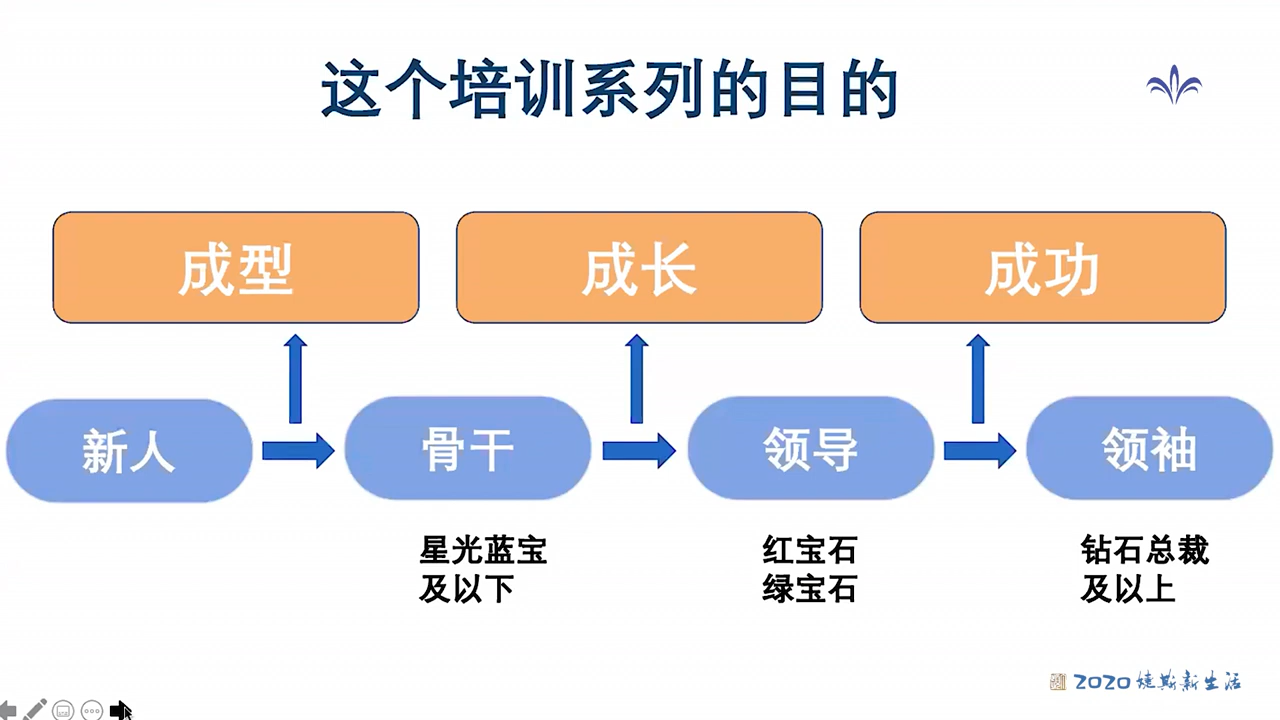 这个培训系列的目的
成型
成长
成功
新人
骨干
领导
领袖
星光蓝宝
及以下
红宝石
绿宝石
钻石总裁
及以上
2020 婕斯新生活